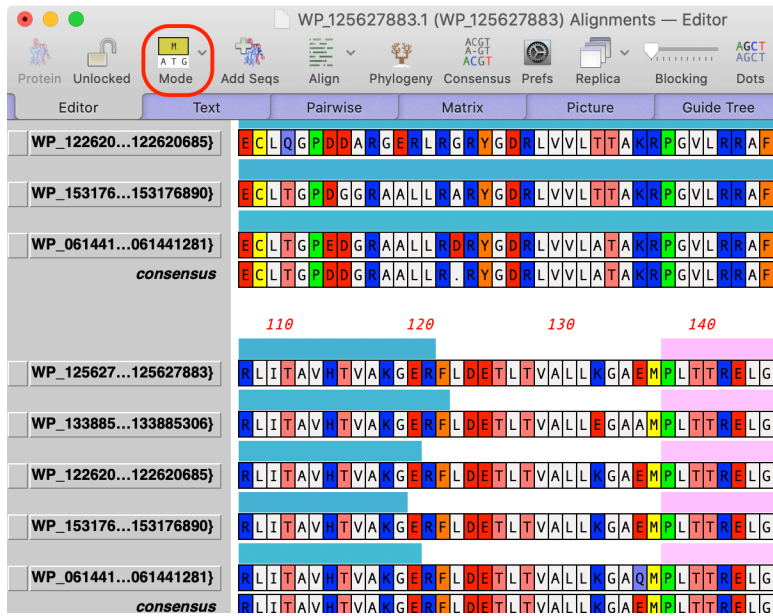 WP_125627883.1 (WP_125627883) Alignments — Editor
M
A T G
ACGT
A-GT
ACGT
AGCT
AGCT
Protein Unlocked Mode Add Seqs Align Phylogeny Consensus Prefs Replica Blocking Dots
Editor Text Pairwise Matrix Picture Guide Tree
WP_122620...122620685} ECLQGPDDARGERLRGRYGDRLVVLTTAKRPGVLRRAF
WP_153176...153176890} ECLTGPDGGRAALLRARYGDRLVVLTTAKRPGVLRRAF
WP_061441...061441281} ECLTGPEDGRAALLRDRYGDRLVVLATAKRPGVLRRAF
consensus ECLTGPDDGRAALLR.RYGDRLVVLATAKRPGVLRRAF
110 120 130 140
WP_125627...125627883} RLITAVHTVAKGERFLDETLTVALLKGAEMPLTTRELG
WP_133885...133885306} RLITAVHTVAKGERFLDETLTVALLEGAAMPLTTRELG
WP_122620...122620685} RLITAVHTVAKGERFLDETLTVALLKGAEMPLTTRELG
WP_153176...153176890} RLITAVHTVAKGERFLDETLTVALLKGAEMPLTTRELG
WP_061441...061441281} RLITAVHTVAKGERFLDETLTVALLKGAQMPLTTRELG
consensus RLITAVHTVAKGERFLDETLTVALLKGAEMPLTTRELG